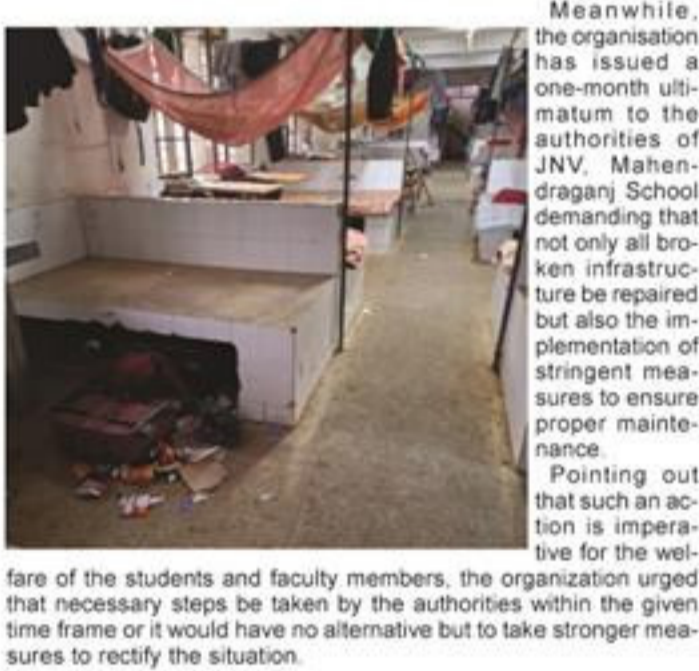 Meanwhile,
the organisation
has issued a
one-month ulti-
matum to the
authorities of
JNV, Mahen-
draganj School
demanding that
not only all bro-
ken infrastruc-
ture be repaired
but also the im-
plementation of
stringent mea-
sures to ensure
proper mainte-
nance.
Pointing out
that such an ac-
tion is impera-
tive for the wel-
fare of the students and faculty members, the organization urged
that necessary steps be taken by the authorities within the given
time frame or it would have no alternative but to take stronger mea-
sures to rectify the situation.